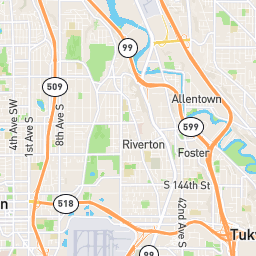 99
509
4th Ave SW
1st Ave S
8th Ave S
Allentown
599
Riverton
Foster
S 144th St
518
42nd Ave S
n
Tukw
99